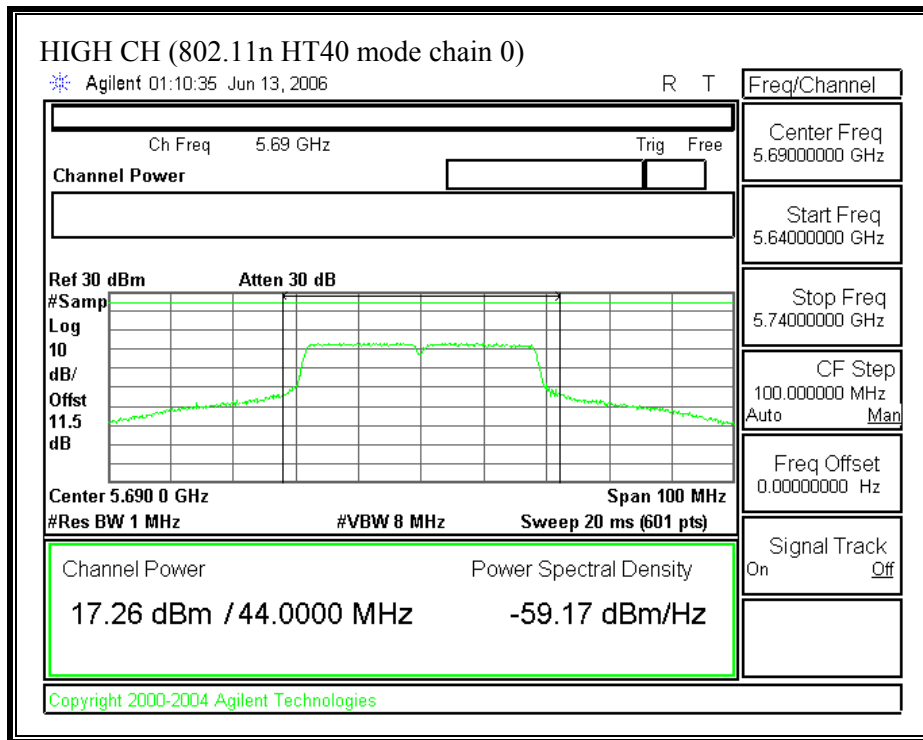 HIGH CH (802.11n HT40 mode chain 0)
Agilent 01:10:35 Jun 13, 2006 R T
Freq/Channel
Ch Freq 5.69 GHz Trig Free
Channel Power
Center Freq
5.69000000 GHz
Start Freq
5.64000000 GHz
Stop Freq
5.74000000 GHz
CF Step
100.000000 MHz
Auto Man
Freq Offset
0.00000000 Hz
Signal Track
On Off
Ref 30 dBm Atten 30 dB
#Samp
Log
10
dB/
Offst
11.5
dB
Center 5.690 0 GHz Span 100 MHz
#Res BW 1 MHz #VBW 8 MHz Sweep 20 ms (601 pts)
Channel Power Power Spectral Density
17.26 dBm / 44.0000 MHz -59.17 dBm/Hz
Copyright 2000-2004 Agilent Technologies